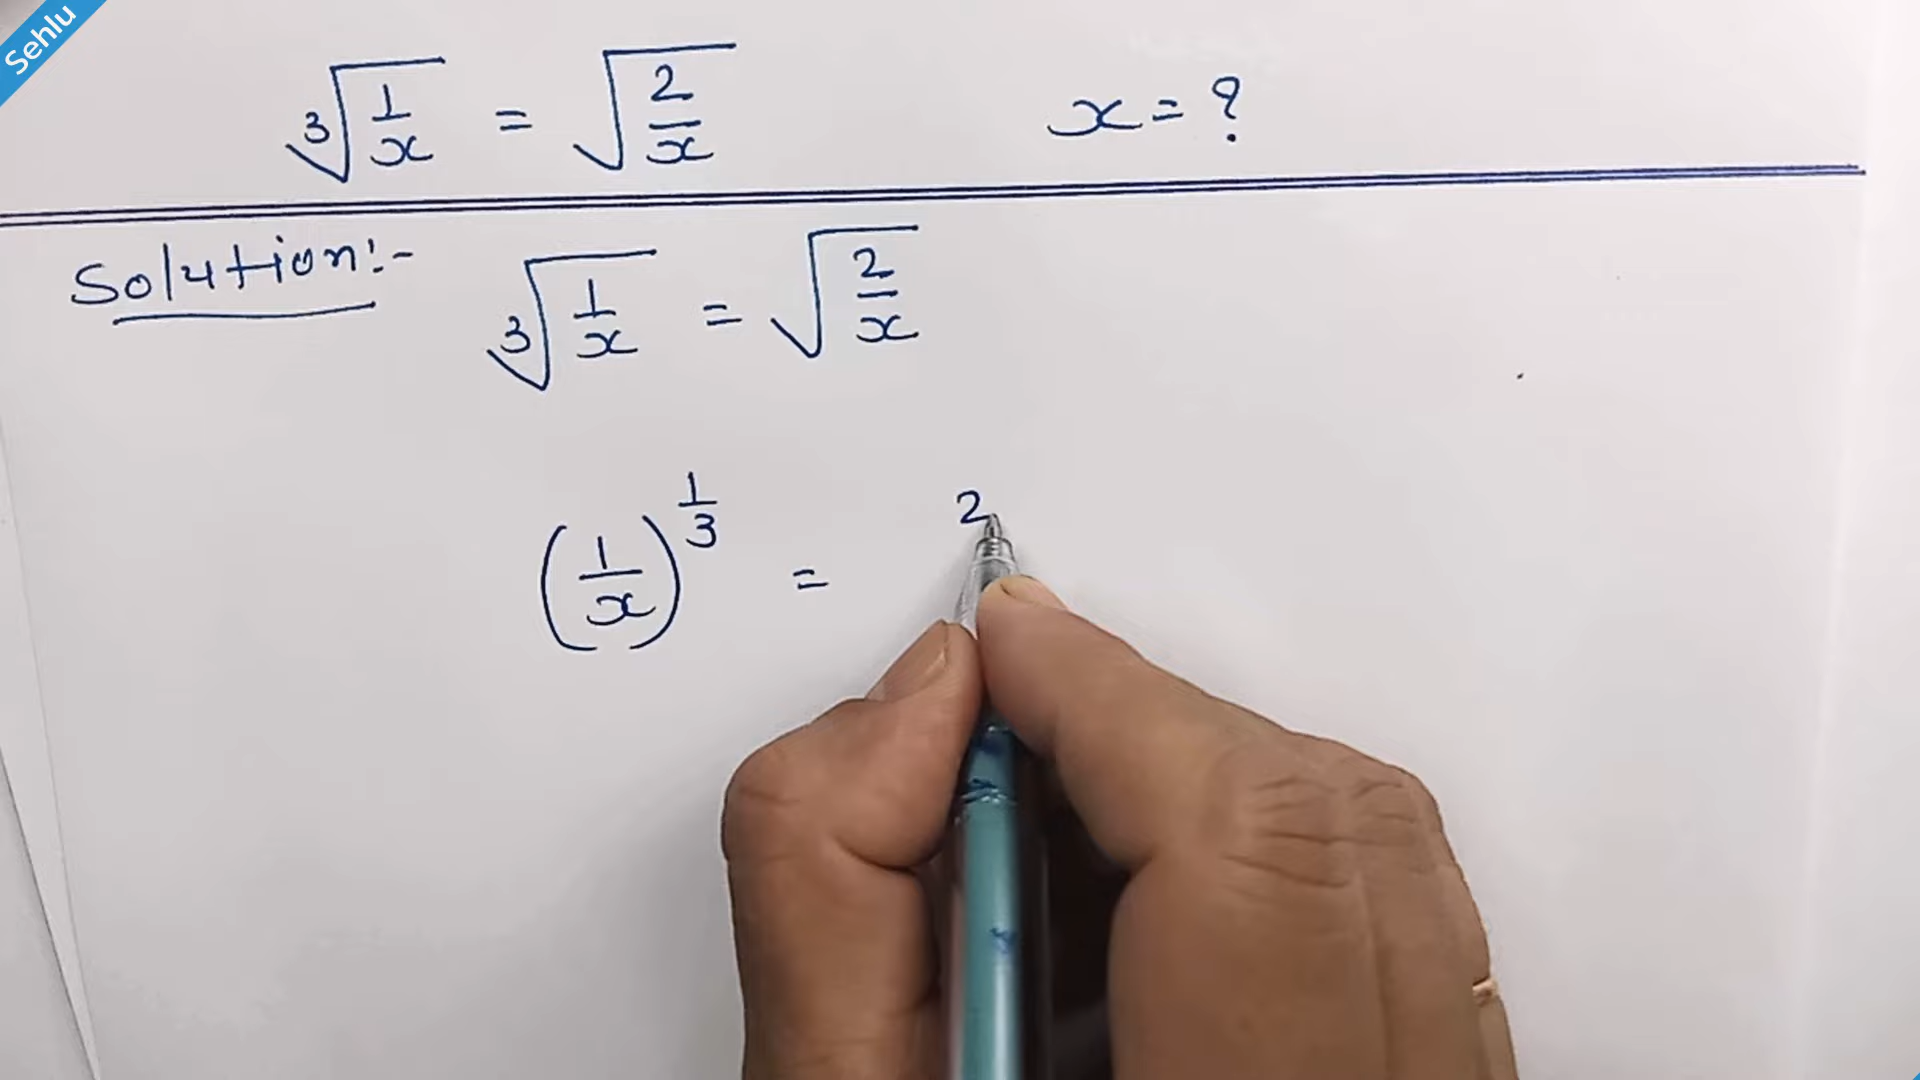 Sehlu
∛(1/x) = √(2/x) x = ?
Solution:- ∛(1/x) = √(2/x)
(1/x)^(1/3) = 2